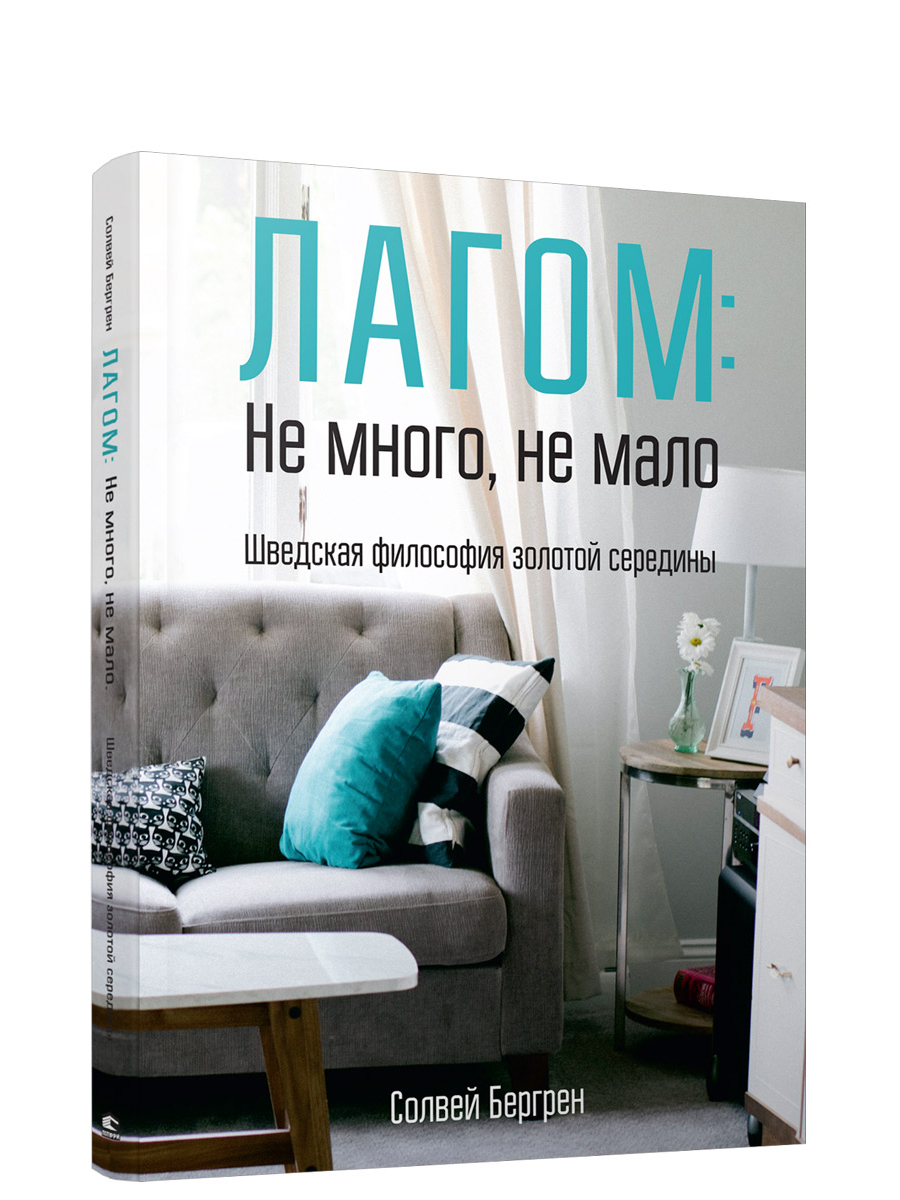 ЛАГОМ:
Не много, не мало
Шведская философия золотой середины
Солвей Бергрен
Солвей Бергрен ЛАГОМ: Не много, не мало.
F